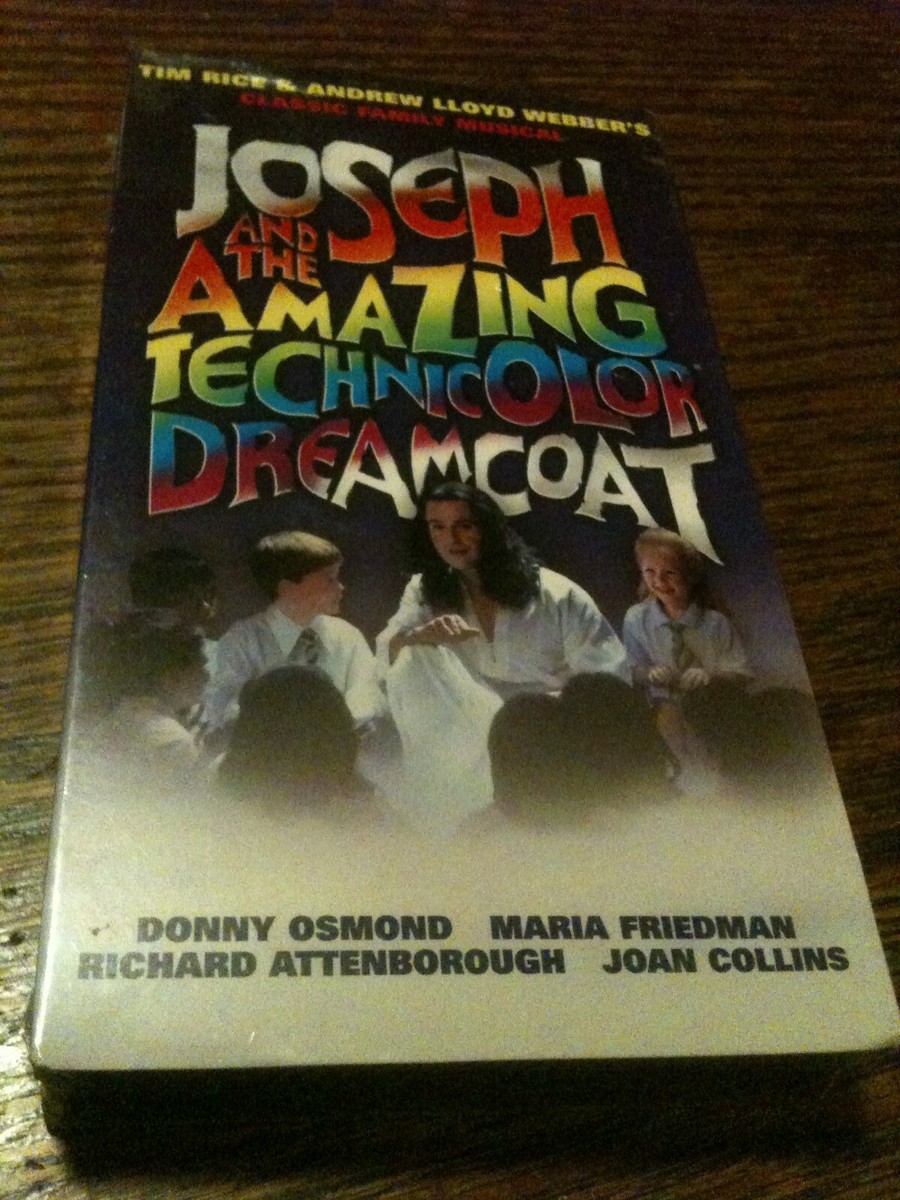 TIM RICE & ANDREW LLOYD WEBBER'S
CLASSIC FAMILY MUSICAL
JOSEPH
AND THE
AMAZING
TECHNICOLOR™
DREAMCOAT
DONNY OSMOND MARIA FRIEDMAN
RICHARD ATTENBOROUGH JOAN COLLINS